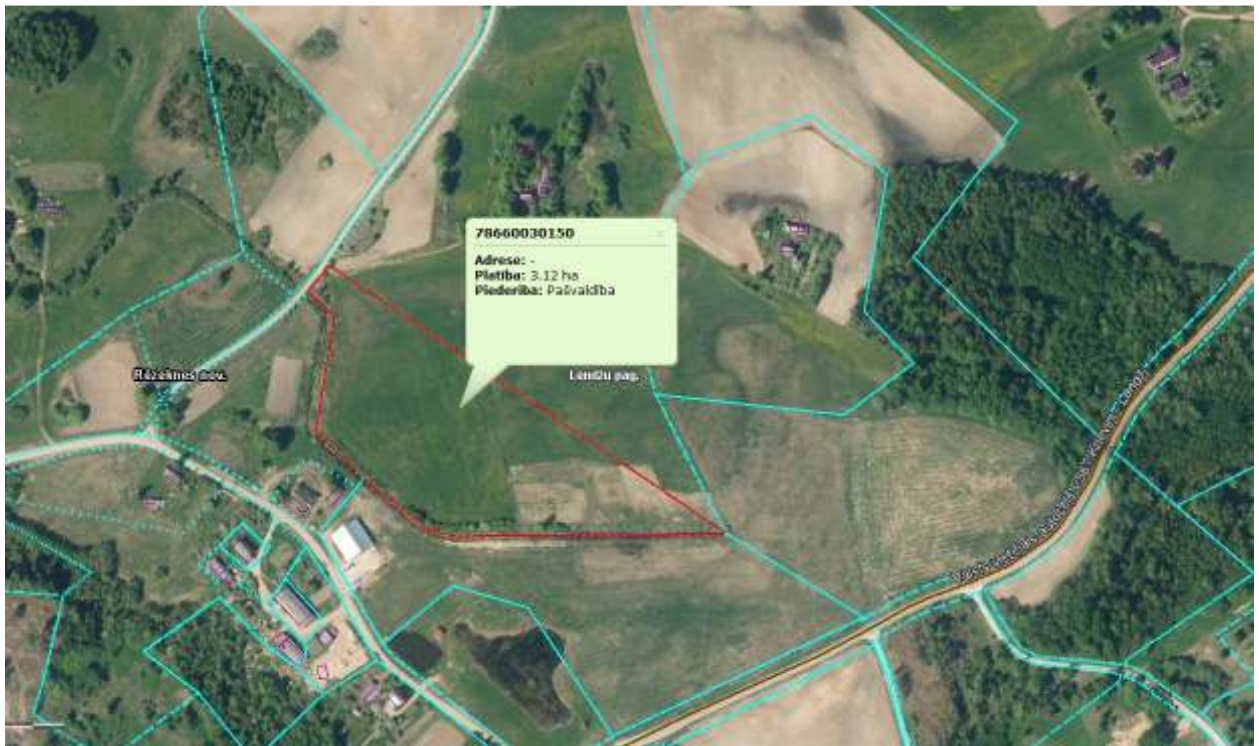 78660030150
Adrese: -
Platība: 3.12 ha
Piederība: Pašvaldība
Rēzeknes nov.
Lendžu pag.